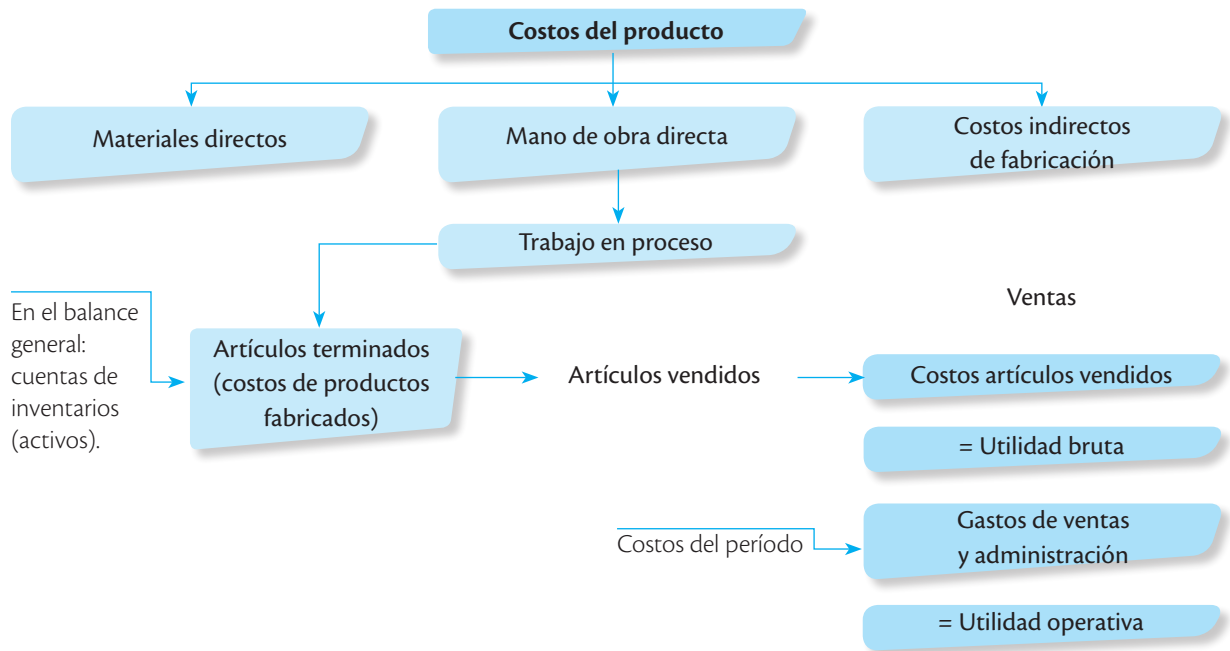 Costos del producto
Materiales directos
Mano de obra directa
Costos indirectos
de fabricación
Trabajo en proceso
En el balance
general:
cuentas de
inventarios
(activos).
Artículos terminados
(costos de productos
fabricados)
Artículos vendidos
Ventas
Costos artículos vendidos
= Utilidad bruta
Costos del período
Gastos de ventas
y administración
= Utilidad operativa